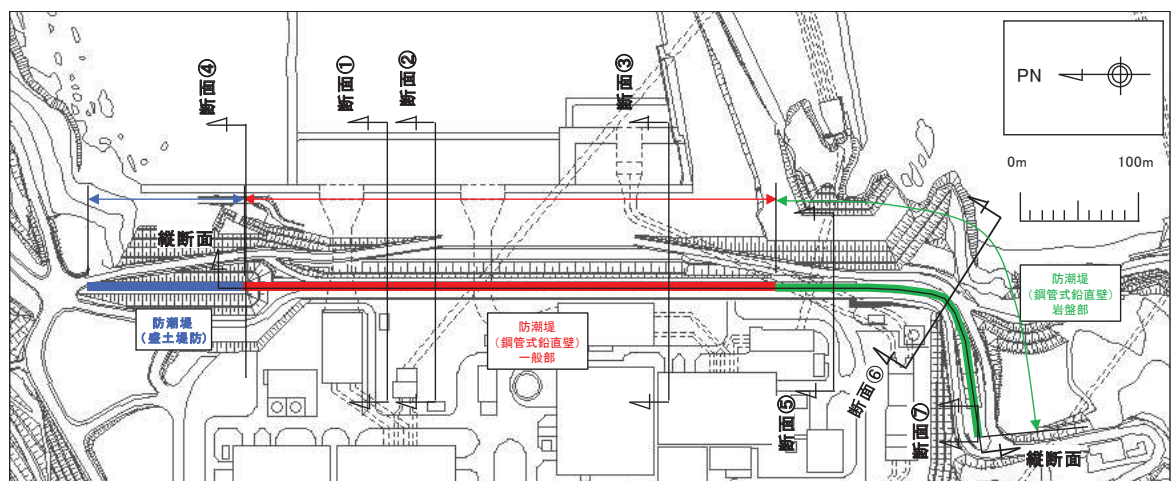 断面④
断面①
断面②
断面③
PN
0m 100m
縦断面
防潮堤
(盛土堤防)
防潮堤
(鋼管式鉛直壁)
一般部
防潮堤
(鋼管式鉛直壁)
岩盤部
断面⑤
断面⑥
断面⑦
縦断面